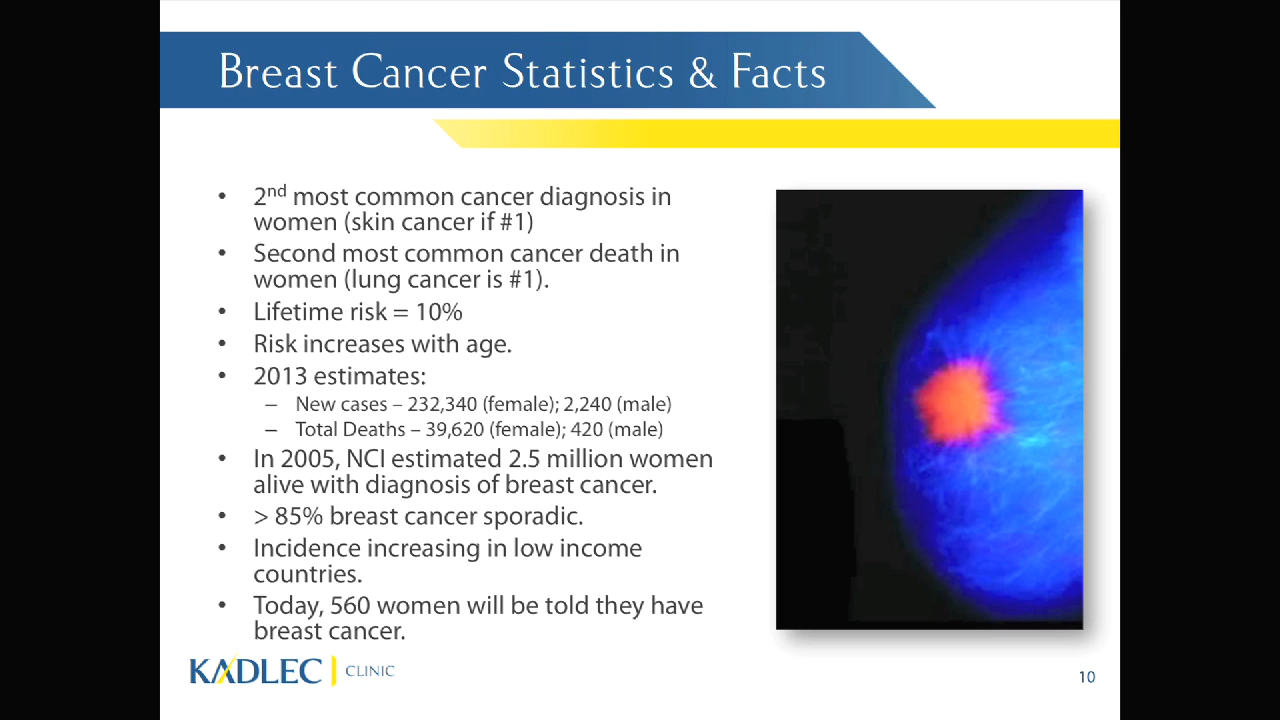 Breast Cancer Statistics & Facts
• 2nd most common cancer diagnosis in
women (skin cancer if #1)
• Second most common cancer death in
women (lung cancer is #1).
• Lifetime risk = 10%
• Risk increases with age.
• 2013 estimates:
– New cases – 232,340 (female); 2,240 (male)
– Total Deaths – 39,620 (female); 420 (male)
• In 2005, NCI estimated 2.5 million women
alive with diagnosis of breast cancer.
• > 85% breast cancer sporadic.
• Incidence increasing in low income
countries.
• Today, 560 women will be told they have
breast cancer.
KADLEC | CLINIC
10